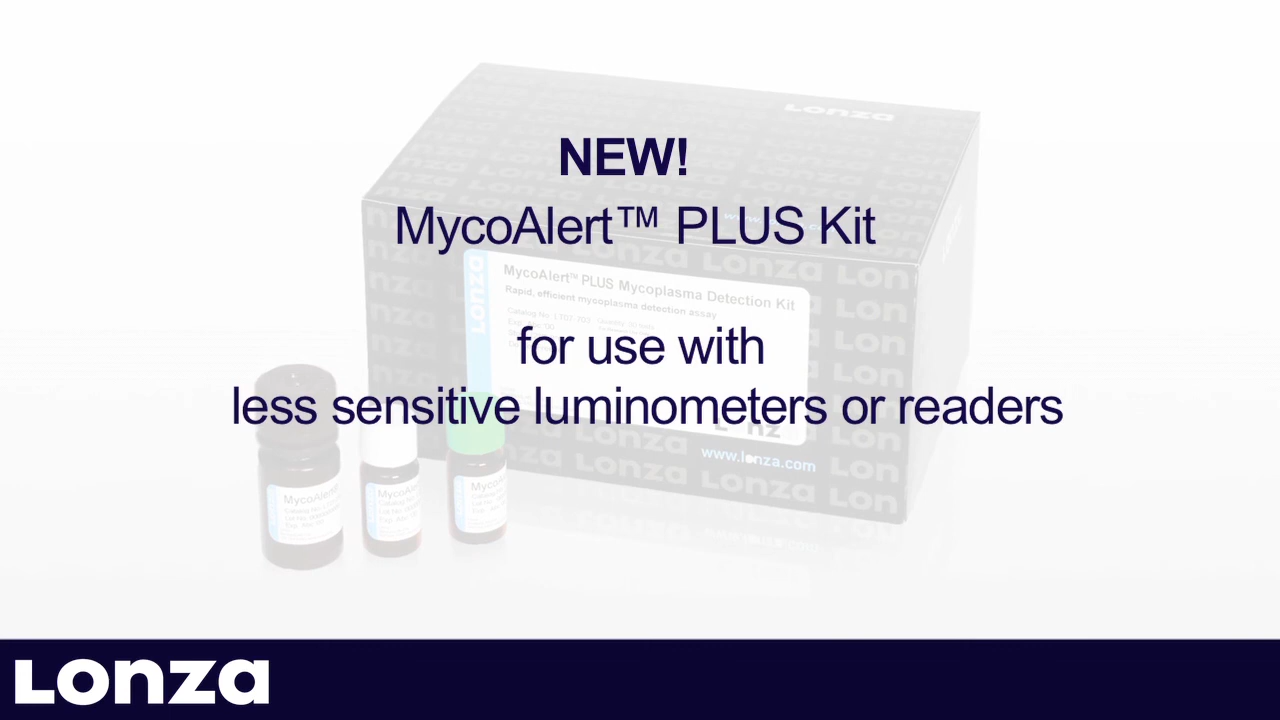 Lonza
NEW!
MycoAlert™ PLUS Kit
MycoAlert™ PLUS Mycoplasma Detection Kit
Rapid, efficient mycoplasma detection assay
for use with
less sensitive luminometers or readers
www.lonza.com
Lonza